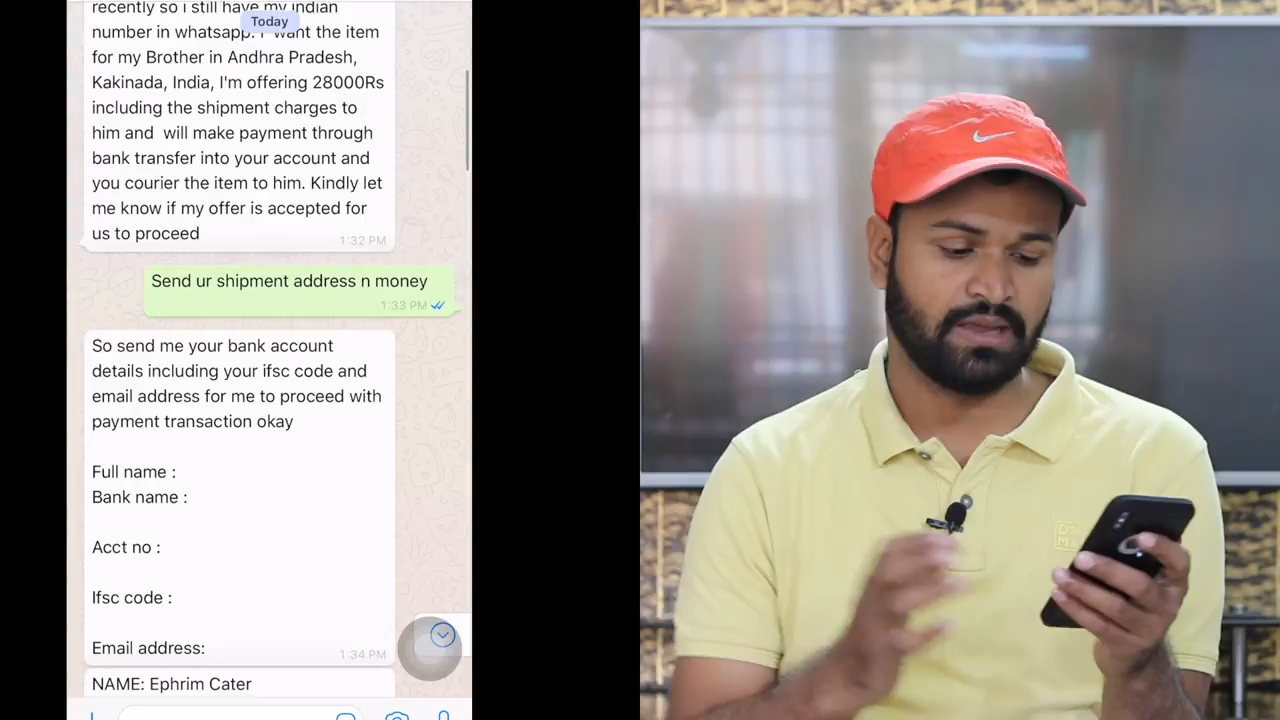 recently so i still have my indian
Today
number in whatsapp. I want the item
for my Brother in Andhra Pradesh,
Kakinada, India, I'm offering 28000Rs
including the shipment charges to
him and will make payment through
bank transfer into your account and
you courier the item to him. Kindly let
me know if my offer is accepted for
us to proceed
1:32 PM
Send ur shipment address n money
1:33 PM
So send me your bank account
details including your ifsc code and
email address for me to proceed with
payment transaction okay
Full name :
Bank name :
Acct no :
Ifsc code :
Email address:
1:34 PM
NAME: Ephrim Cater